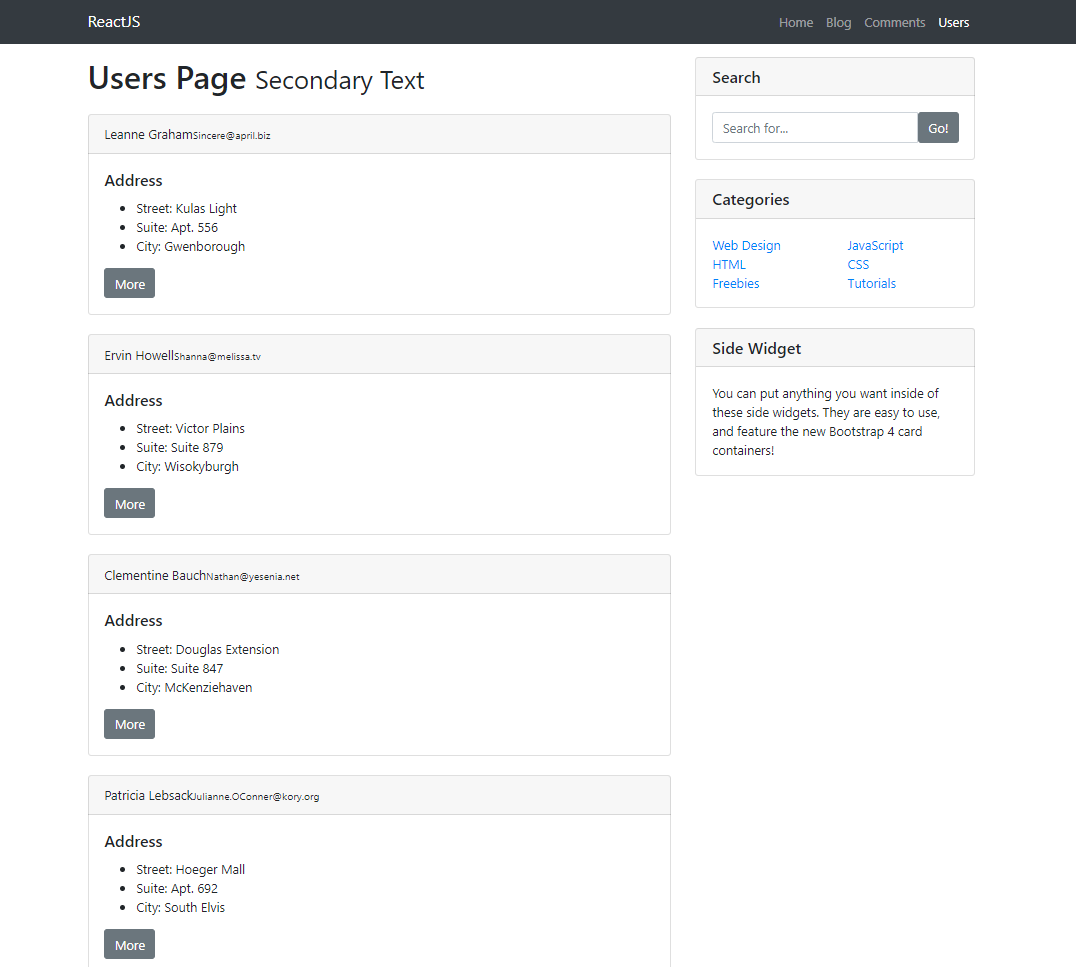 ReactJS
Home Blog Comments Users
Users Page Secondary Text
Leanne GrahamSincere@april.biz
Address
Street: Kulas Light
Suite: Apt. 556
City: Gwenborough
More
Ervin HowellShanna@melissa.tv
Address
Street: Victor Plains
Suite: Suite 879
City: Wisokyburgh
More
Clementine BauchNathan@yesenia.net
Address
Street: Douglas Extension
Suite: Suite 847
City: McKenziehaven
More
Patricia LebsackJulianne.OConner@kory.org
Address
Street: Hoeger Mall
Suite: Apt. 692
City: South Elvis
More
Search
Search for... Go!
Categories
Web Design JavaScript
HTML CSS
Freebies Tutorials
Side Widget
You can put anything you want inside of
these side widgets. They are easy to use,
and feature the new Bootstrap 4 card
containers!